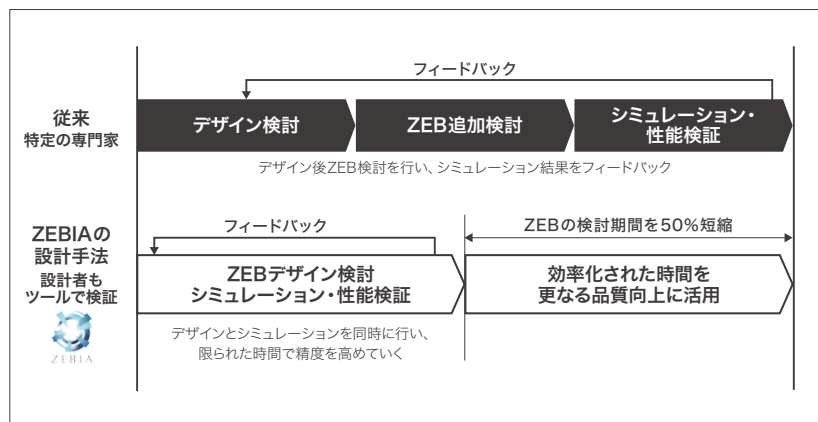 フィードバック
従来
特定の専門家
デザイン検討
ZEB追加検討
シミュレーション・
性能検証
デザイン後ZEB検討を行い、シミュレーション結果をフィードバック
ZEBIAの
設計手法
設計者も
ツールで検証
ZEBIA
フィードバック
ZEBの検討期間を50%短縮
ZEBデザイン検討
シミュレーション・性能検証
効率化された時間を
更なる品質向上に活用
デザインとシミュレーションを同時に行い、
限られた時間で精度を高めていく